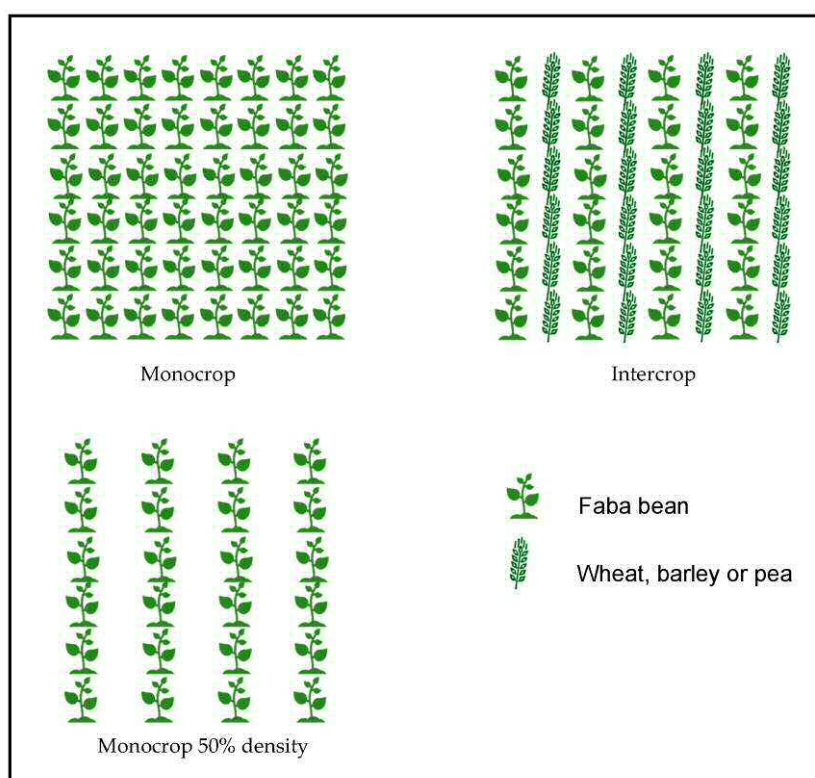 Monocrop
Intercrop
Monocrop 50% density
Faba bean
Wheat, barley or pea